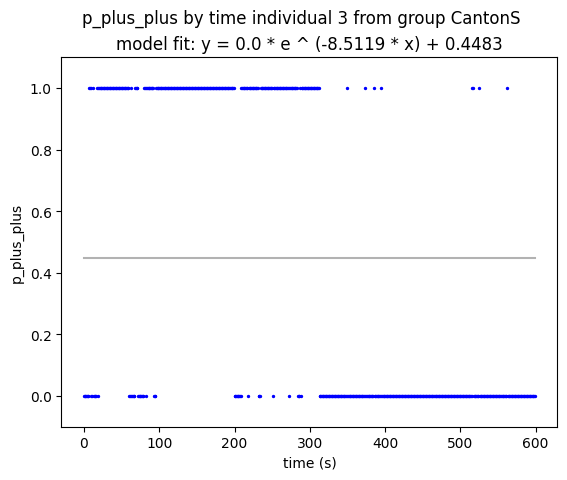 p_plus_plus by time individual 3 from group CantonS
model fit: y = 0.0 * e ^ (-8.5119 * x) + 0.4483
1.0
0.8
0.6
0.4
0.2
0.0
p_plus_plus
0 100 200 300 400 500 600
time (s)